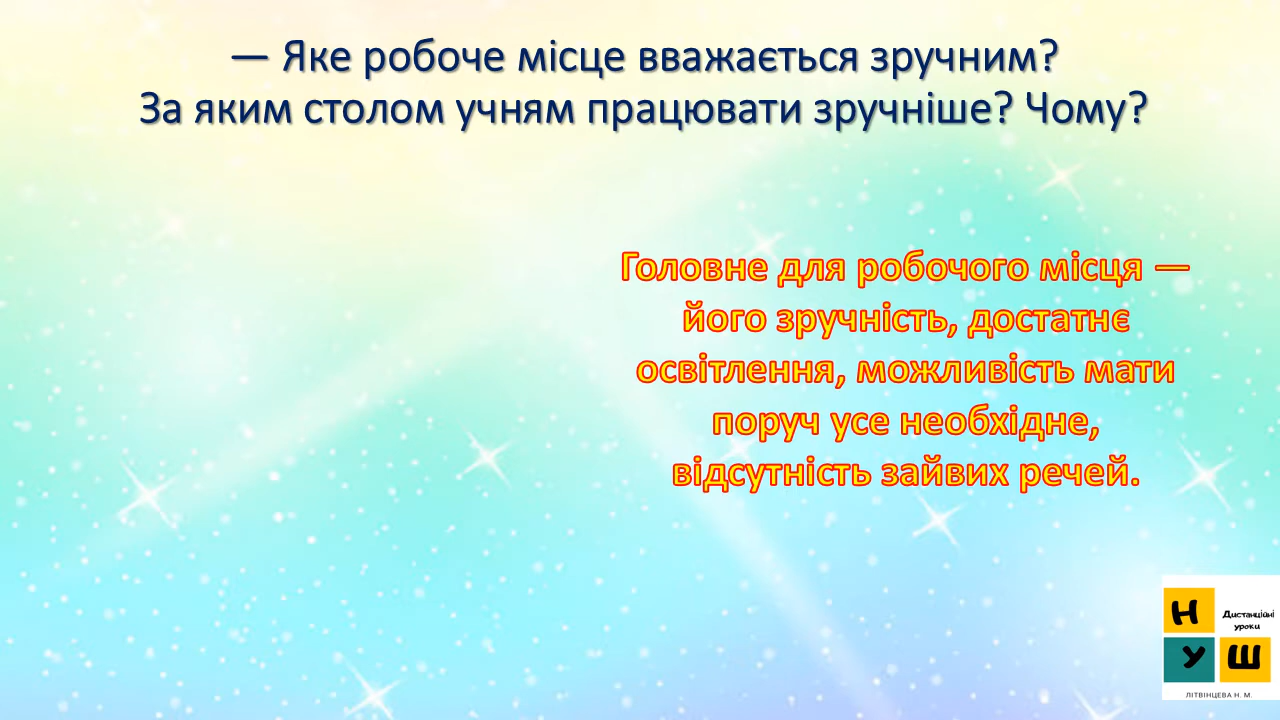 — Яке робоче місце вважається зручним?
За яким столом учням працювати зручніше? Чому?
Головне для робочого місця —
його зручність, достатнє
освітлення, можливість мати
поруч усе необхідне,
відсутність зайвих речей.
Н
Дистанційні
уроки
У Ш
ЛІТВІНЦЕВА Н. М.